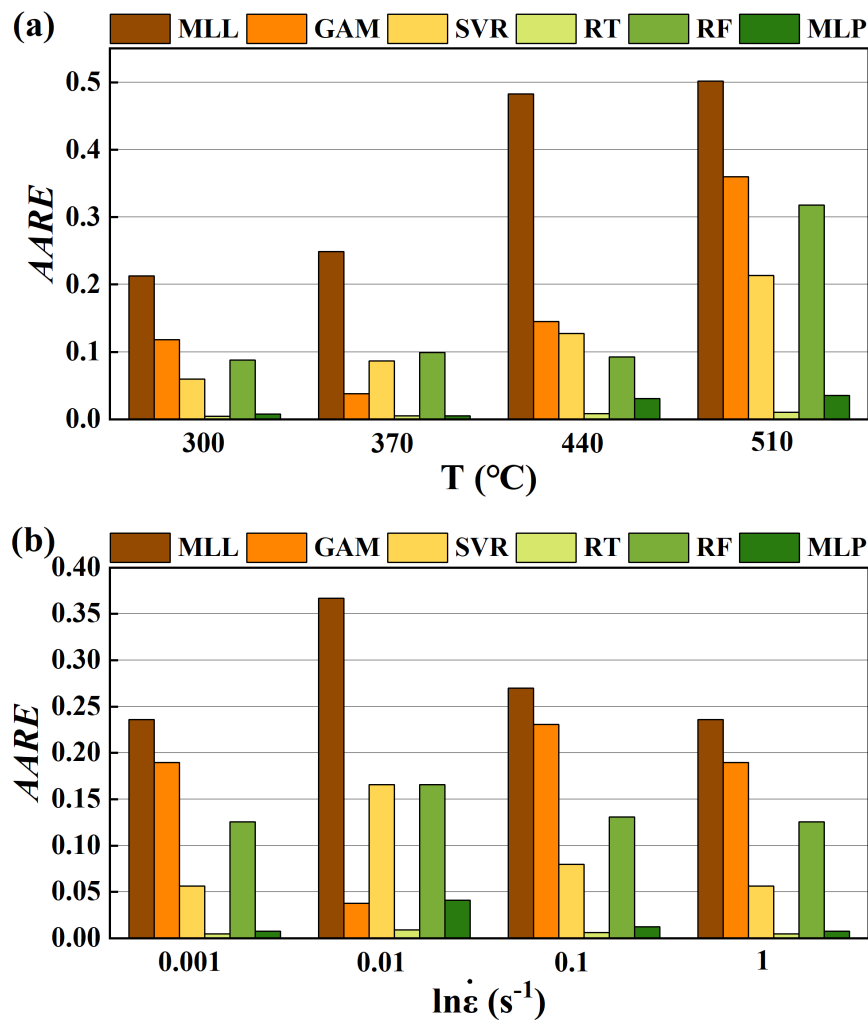 (a) MLL GAM SVR RT RF MLP
0.5
0.4
0.3
0.2
0.1
0.0
AARE
300 370 440 510
T (°C)
(b) MLL GAM SVR RT RF MLP
0.40
0.35
0.30
0.25
0.20
0.15
0.10
0.05
0.00
AARE
0.001 0.01 0.1 1
lnε̇ (s⁻¹)